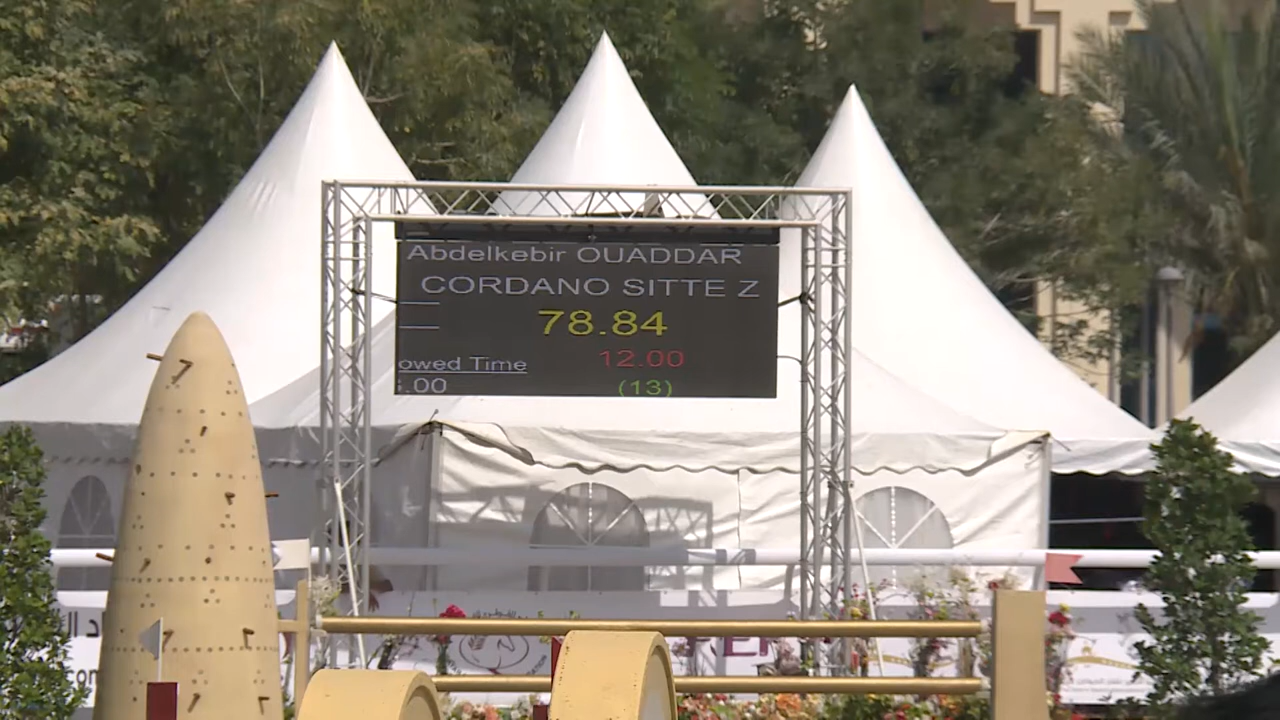 Abdelkebir OUADDAR
CORDANO SITTE Z
78.84
12.00
owed Time
.00
(13)